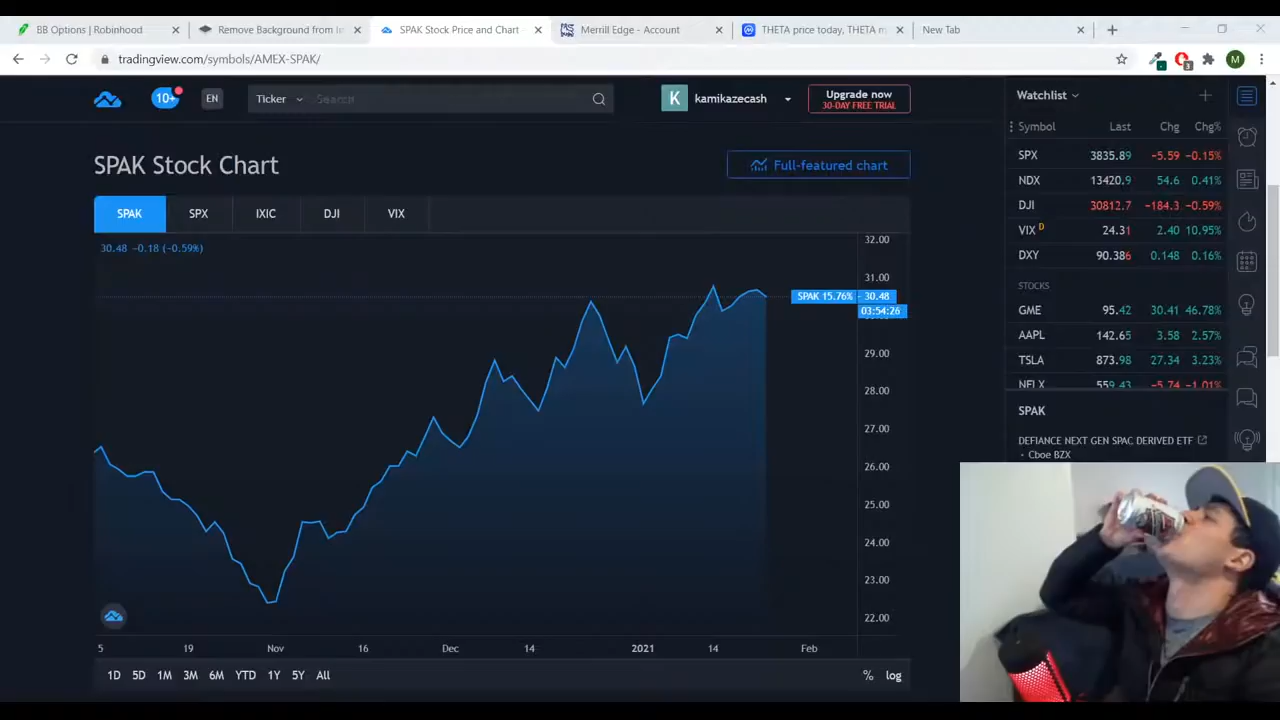 BB Options | Robinhood
Remove Background from Im
SPAK Stock Price and Chart
Merrill Edge - Account
THETA price today, THETA m
New Tab
tradingview.com/symbols/AMEX-SPAK/
3
M
10+
EN
Ticker
Search
K
kamikazecash
Upgrade now
30-DAY FREE TRIAL
SPAK Stock Chart
Full-featured chart
SPAK
SPX
IXIC
DJI
VIX
30.48 −0.18 (−0.59%)
32.00
31.00
SPAK 15.76%
30.48
03:54:26
29.00
28.00
27.00
26.00
25.00
24.00
23.00
22.00
5
19
Nov
16
Dec
14
2021
14
Feb
1D
5D
1M
3M
6M
YTD
1Y
5Y
All
%
log
Watchlist
Symbol Last Chg Chg%
SPX 3835.89 −5.59 −0.15%
NDX 13420.9 54.6 0.41%
DJI 30812.7 −184.3 −0.59%
VIX D 24.31 2.40 10.95%
DXY 90.386 0.148 0.16%
STOCKS
GME 95.42 30.41 46.78%
AAPL 142.65 3.58 2.57%
TSLA 873.98 27.34 3.23%
NFLX 559.43 −5.74 −1.01%
SPAK
DEFIANCE NEXT GEN SPAC DERIVED ETF
• Cboe BZX